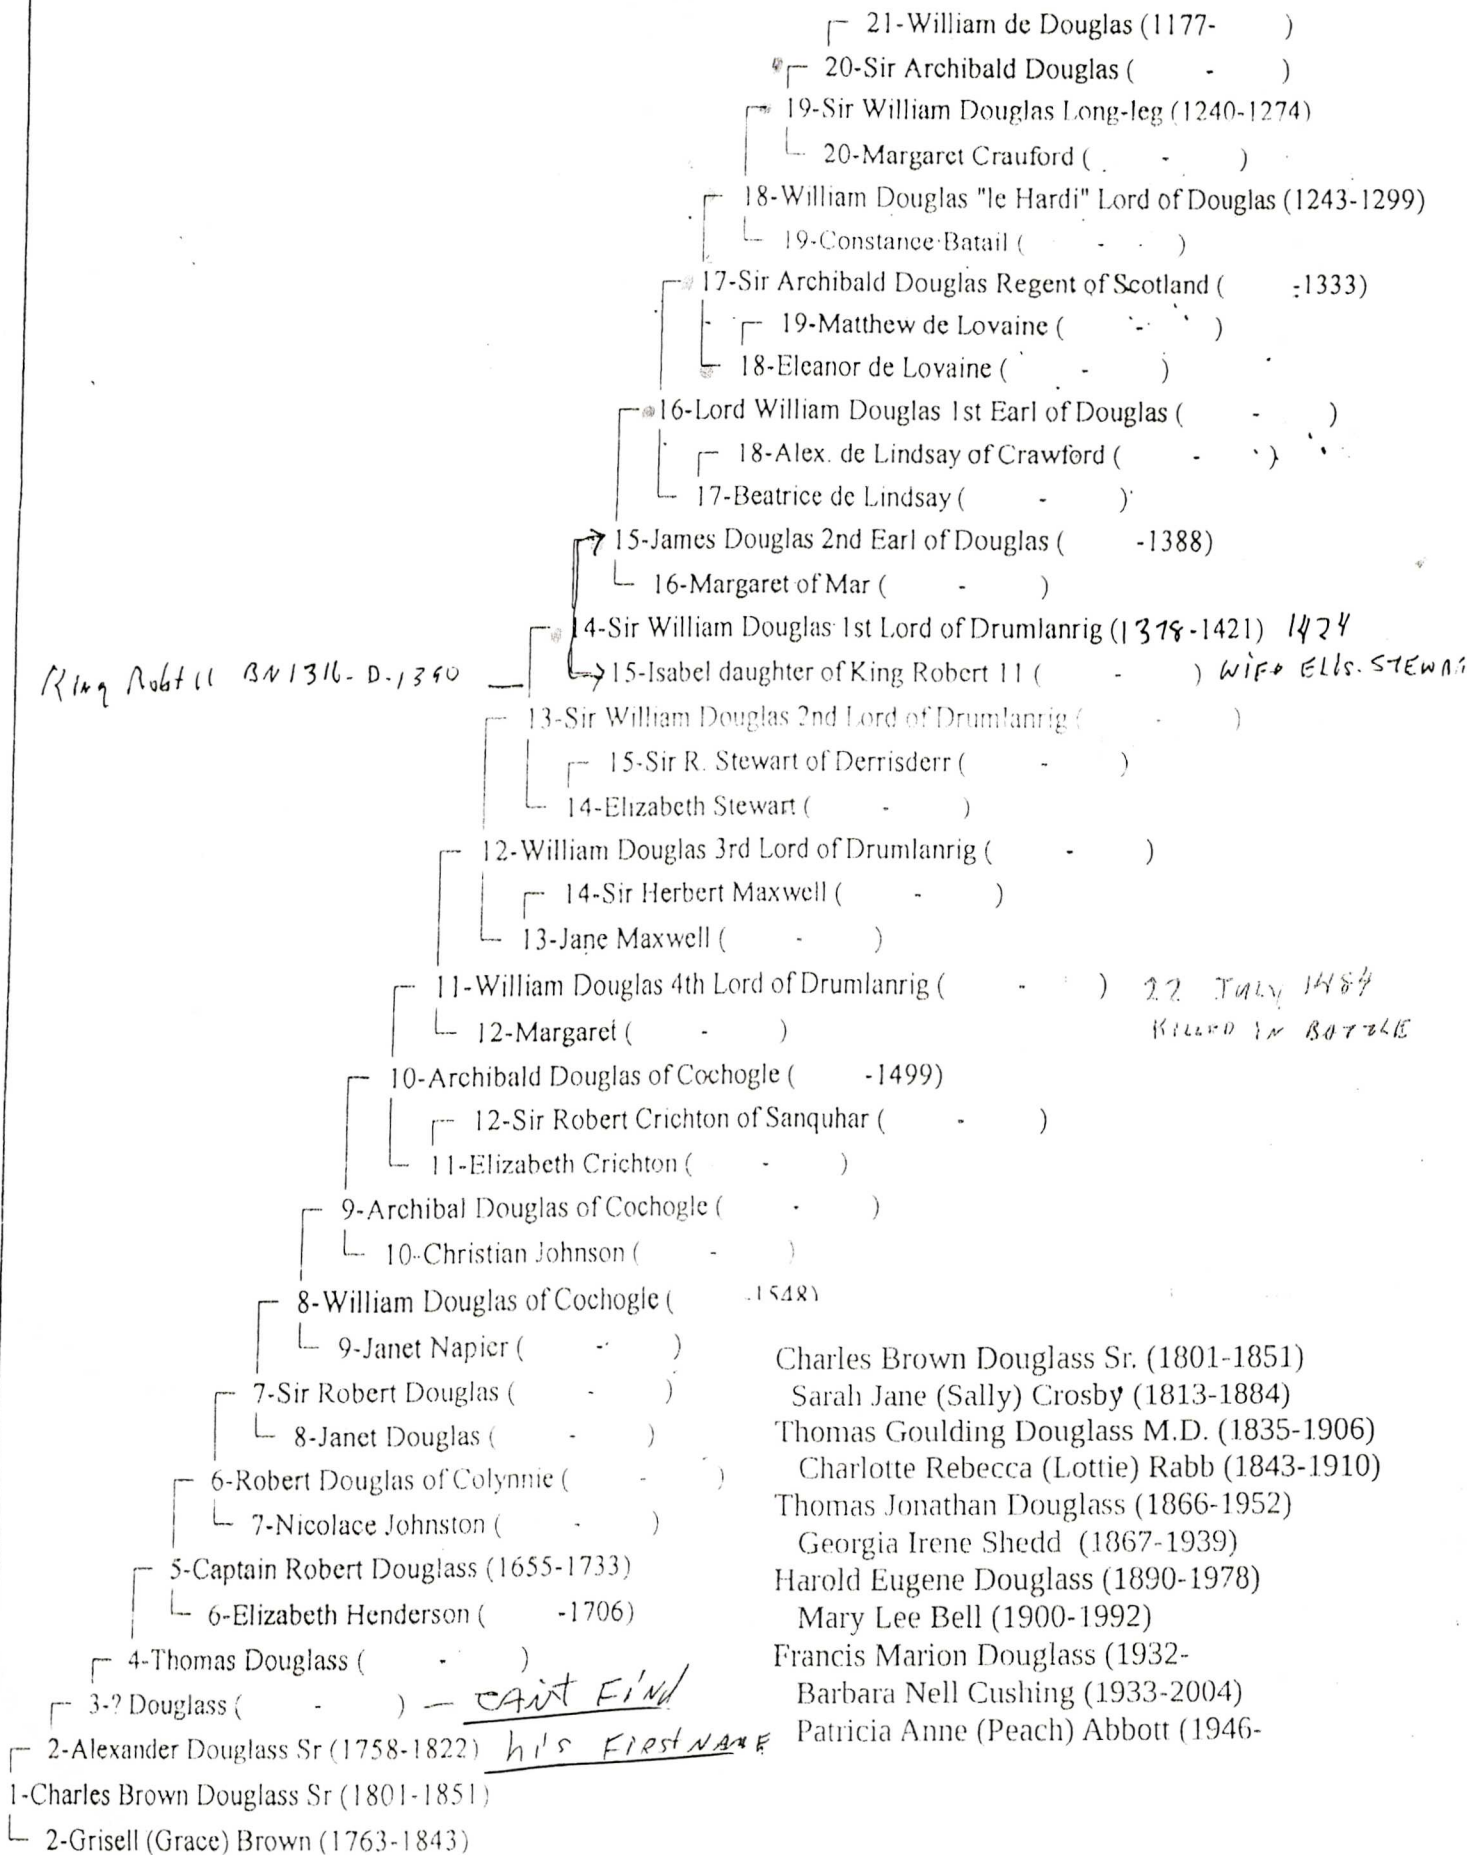 21-William de Douglas (1177- )
20-Sir Archibald Douglas ( - )
19-Sir William Douglas Long-leg (1240-1274)
20-Margaret Crauford ( - )
18-William Douglas "le Hardi" Lord of Douglas (1243-1299)
19-Constance Batail ( - )
17-Sir Archibald Douglas Regent of Scotland ( -1333)
19-Matthew de Lovaine ( - )
18-Eleanor de Lovaine ( - )
16-Lord William Douglas 1st Earl of Douglas ( - )
18-Alex. de Lindsay of Crawford ( - )
17-Beatrice de Lindsay ( - )
15-James Douglas 2nd Earl of Douglas ( -1388)
16-Margaret of Mar ( - )
14-Sir William Douglas 1st Lord of Drumlanrig (1378-1421) 1424
King Robt II BN 1316- D-1390 15-Isabel daughter of King Robert 11 ( - ) WIFE ELIS. STEWART
13-Sir William Douglas 2nd Lord of Drumlanrig ( - )
15-Sir R. Stewart of Derrisderr ( - )
14-Elizabeth Stewart ( - )
12-William Douglas 3rd Lord of Drumlanrig ( - )
14-Sir Herbert Maxwell ( - )
13-Jane Maxwell ( - )
11-William Douglas 4th Lord of Drumlanrig ( - ) 22 JULY 1484
12-Margaret ( - ) KILLED IN BATTLE
10-Archibald Douglas of Cochogle ( -1499)
12-Sir Robert Crichton of Sanquhar ( - )
11-Elizabeth Crichton ( - )
9-Archibal Douglas of Cochogle ( - )
10-Christian Johnson ( - )
8-William Douglas of Cochogle ( -1548)
9-Janet Napier ( - )
7-Sir Robert Douglas ( - )
8-Janet Douglas ( - )
6-Robert Douglas of Colynnie ( - )
7-Nicolace Johnston ( - )
5-Captain Robert Douglass (1655-1733)
6-Elizabeth Henderson ( -1706)
4-Thomas Douglass ( - )
3-? Douglass ( - ) — CAN'T FIND
2-Alexander Douglass Sr (1758-1822) his FIRST NAME
1-Charles Brown Douglass Sr (1801-1851)
2-Grisell (Grace) Brown (1763-1843)
Charles Brown Douglass Sr. (1801-1851)
Sarah Jane (Sally) Crosby (1813-1884)
Thomas Goulding Douglass M.D. (1835-1906)
Charlotte Rebecca (Lottie) Rabb (1843-1910)
Thomas Jonathan Douglass (1866-1952)
Georgia Irene Shedd (1867-1939)
Harold Eugene Douglass (1890-1978)
Mary Lee Bell (1900-1992)
Francis Marion Douglass (1932-
Barbara Nell Cushing (1933-2004)
Patricia Anne (Peach) Abbott (1946-